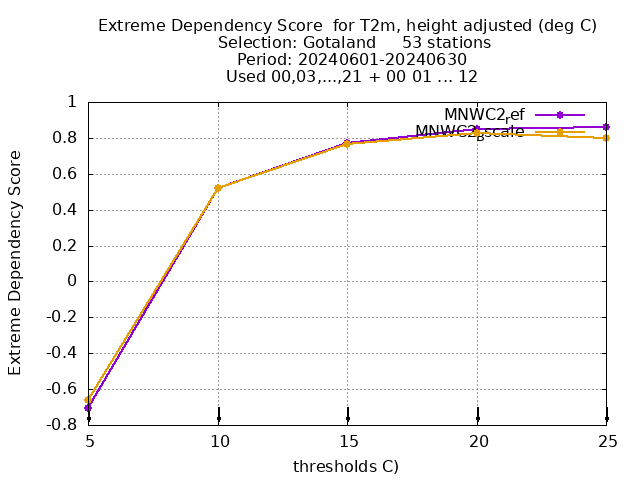 Extreme Dependency Score  for T2m, height adjusted (deg C)
Selection: Gotaland     53 stations
Period: 20240601-20240630
Used 00,03,...,21 + 00 01 ... 12
MNWC2_ref
MNWC2_Bscale
Extreme Dependency Score
1
0.8
0.6
0.4
0.2
0
-0.2
-0.4
-0.6
-0.8
5 10 15 20 25
thresholds C)